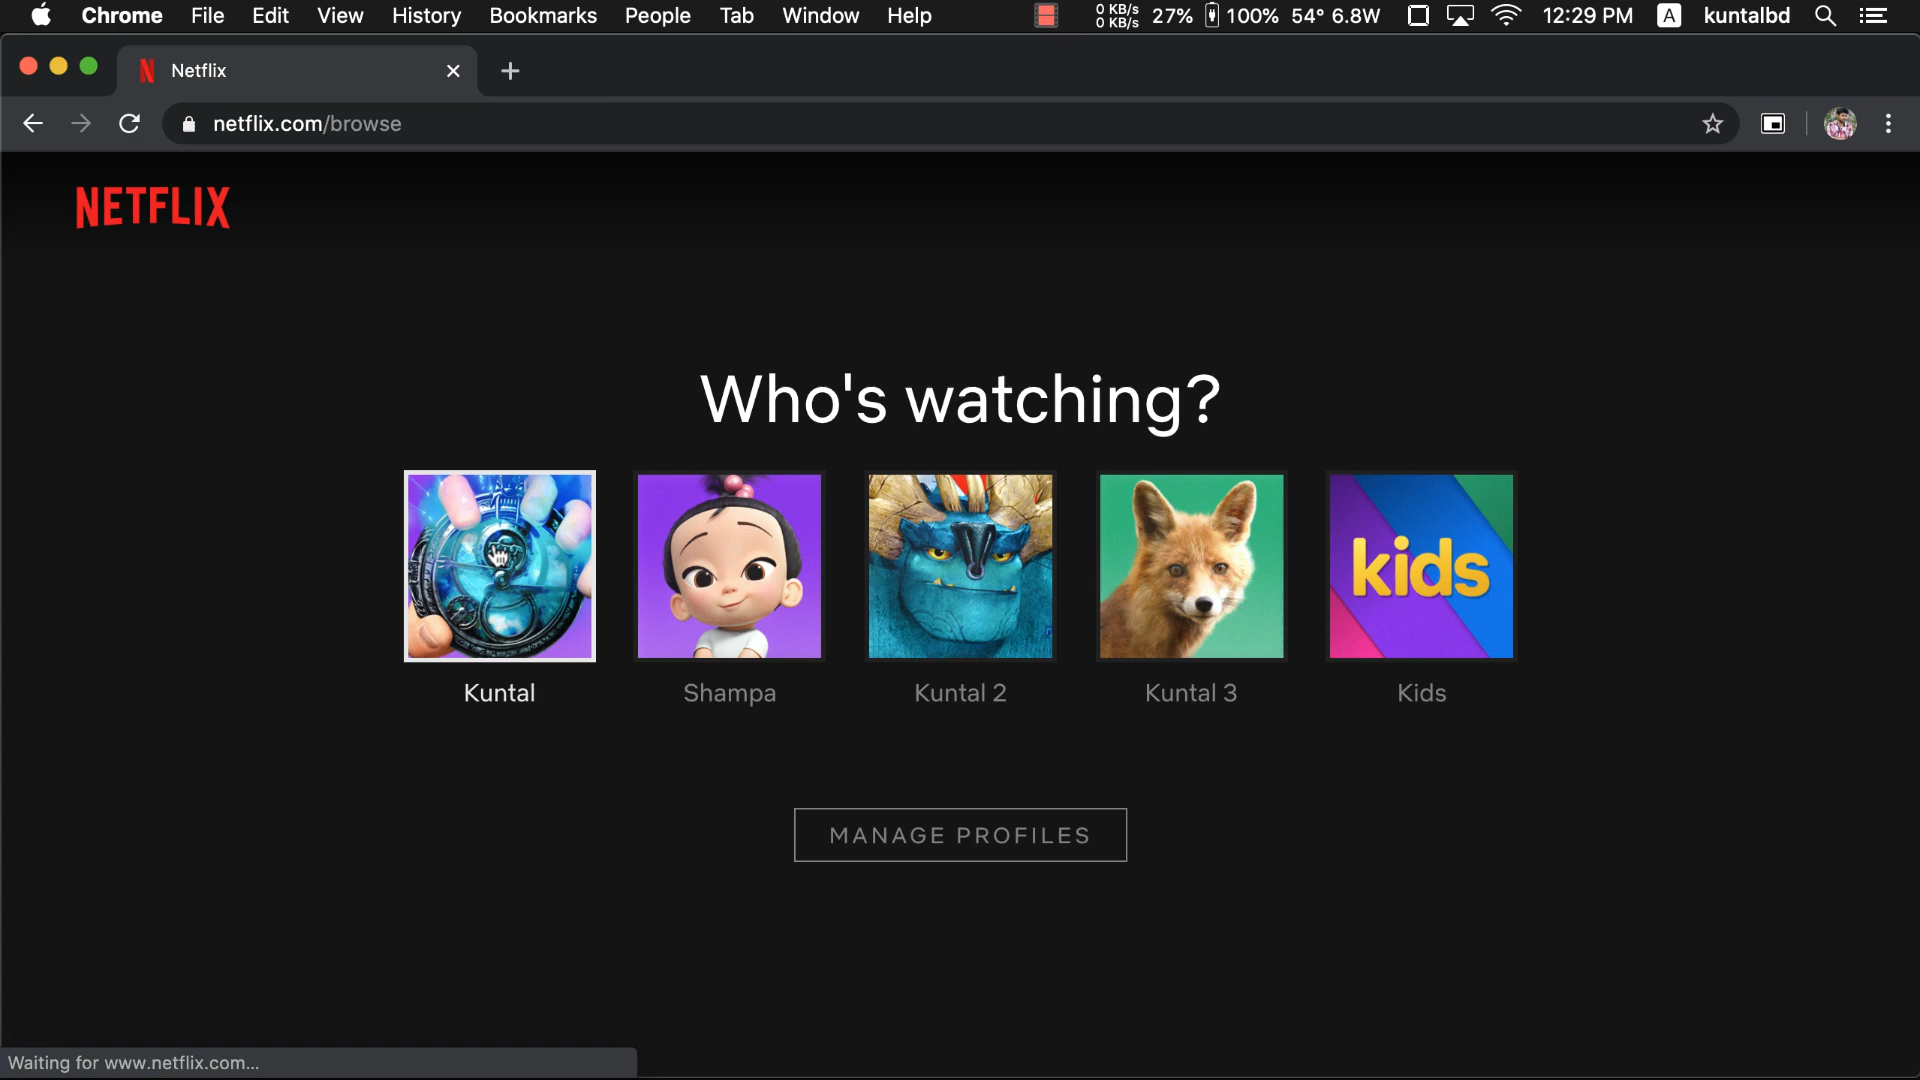 Chrome File Edit View History Bookmarks People Tab Window Help 0 KB/s 0 KB/s 27% 100% 54° 6.8W 12:29 PM A kuntalbd
Netflix
netflix.com/browse
NETFLIX
Who's watching?
kids
Kuntal Shampa Kuntal 2 Kuntal 3 Kids
MANAGE PROFILES
Waiting for www.netflix.com...